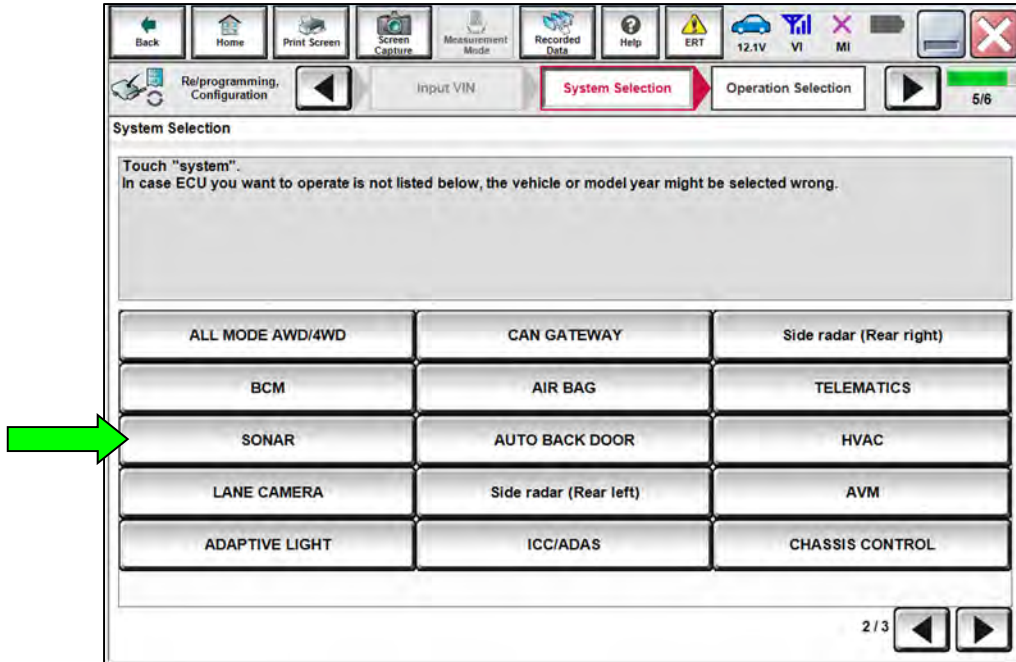 Back
Home
Print Screen
Screen
Capture
Measurement
Mode
Recorded
Data
Help
ERT
12.1V
VI
MI
Re/programming,
Configuration
Input VIN
System Selection
Operation Selection
5/6
System Selection
Touch "system".
In case ECU you want to operate is not listed below, the vehicle or model year might be selected wrong.
ALL MODE AWD/4WD
CAN GATEWAY
Side radar (Rear right)
BCM
AIR BAG
TELEMATICS
SONAR
AUTO BACK DOOR
HVAC
LANE CAMERA
Side radar (Rear left)
AVM
ADAPTIVE LIGHT
ICC/ADAS
CHASSIS CONTROL
2 / 3